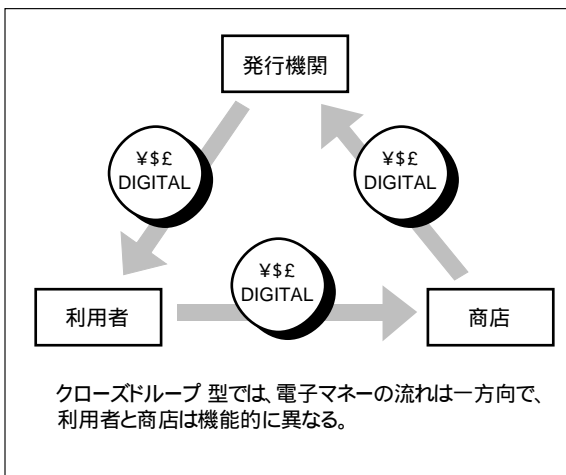 発行機関
¥$£
DIGITAL
¥$£
DIGITAL
¥$£
DIGITAL
利用者
商店
クローズドループ 型では、電子マネーの流れは一方向で、
利用者と商店は機能的に異なる。